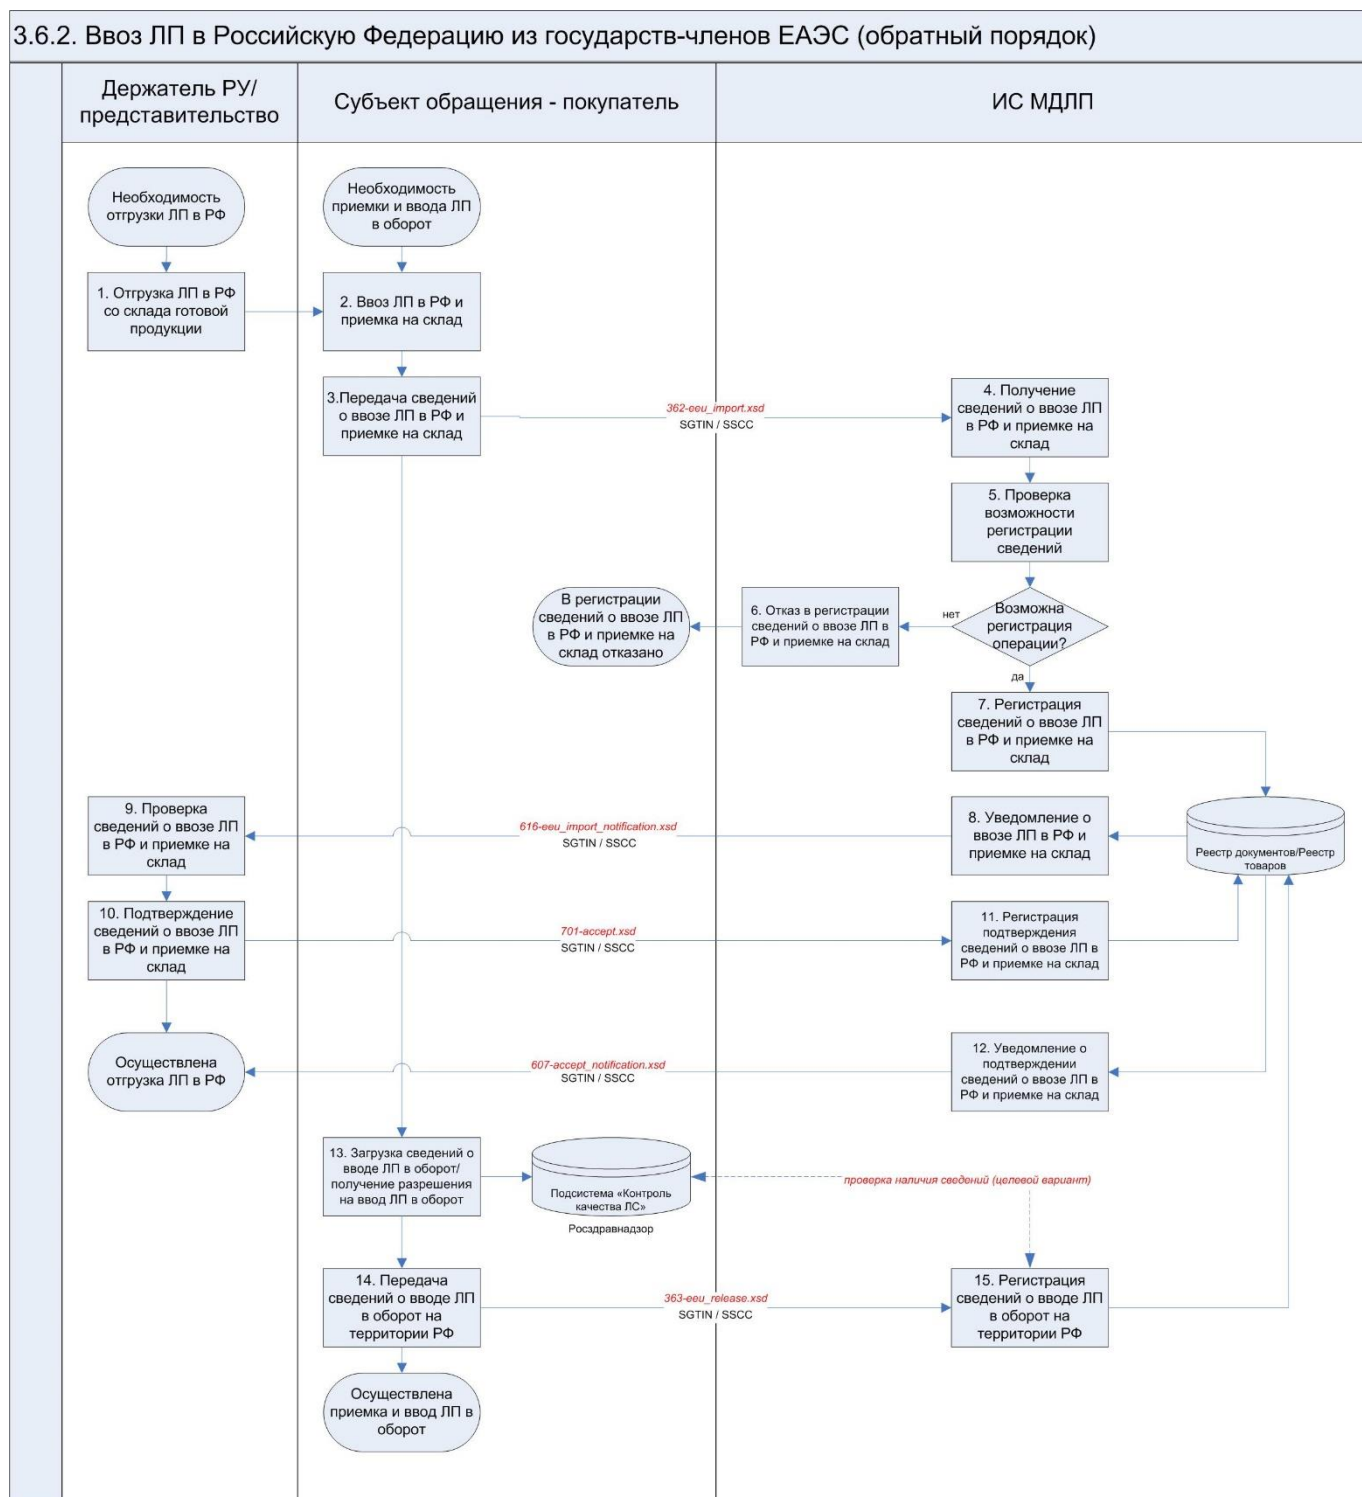 3.6.2. Ввоз ЛП в Российскую Федерацию из государств-членов ЕАЭС (обратный порядок)
Держатель РУ/
представительство
Субъект обращения - покупатель
ИС МДЛП
Необходимость
отгрузки ЛП в РФ
Необходимость
приемки и ввода ЛП
в оборот
1. Отгрузка ЛП в РФ
со склада готовой
продукции
2. Ввоз ЛП в РФ и
приемка на склад
3.Передача сведений
о ввозе ЛП в РФ и
приемке на склад
362-eeu_import.xsd
SGTIN / SSCC
4. Получение
сведений о ввозе ЛП
в РФ и приемке на
склад
5. Проверка
возможности
регистрации
сведений
В регистрации
сведений о ввозе ЛП
в РФ и приемке на
склад отказано
6. Отказ в регистрации
сведений о ввозе ЛП в
РФ и приемке на склад
нет
Возможна
регистрация
операции?
да
7. Регистрация
сведений о ввозе ЛП
в РФ и приемке на
склад
9. Проверка
сведений о ввозе ЛП
в РФ и приемке на
склад
616-eeu_import_notification.xsd
SGTIN / SSCC
8. Уведомление о
ввозе ЛП в РФ и
приемке на склад
Реестр документов/Реестр
товаров
10. Подтверждение
сведений о ввозе ЛП
в РФ и приемке на
склад
701-accept.xsd
SGTIN / SSCC
11. Регистрация
подтверждения
сведений о ввозе ЛП в
РФ и приемке на склад
Осуществлена
отгрузка ЛП в РФ
607-accept_notification.xsd
SGTIN / SSCC
12. Уведомление о
подтверждении
сведений о ввозе ЛП в
РФ и приемке на склад
13. Загрузка сведений о
вводе ЛП в оборот/
получение разрешения
на ввод ЛП в оборот
Подсистема «Контроль
качества ЛС»
Росздравнадзор
проверка наличия сведений (целевой вариант)
14. Передача
сведений о вводе ЛП
в оборот на
территории РФ
363-eeu_release.xsd
SGTIN / SSCC
15. Регистрация
сведений о вводе ЛП
в оборот на
территории РФ
Осуществлена
приемка и ввод ЛП в
оборот